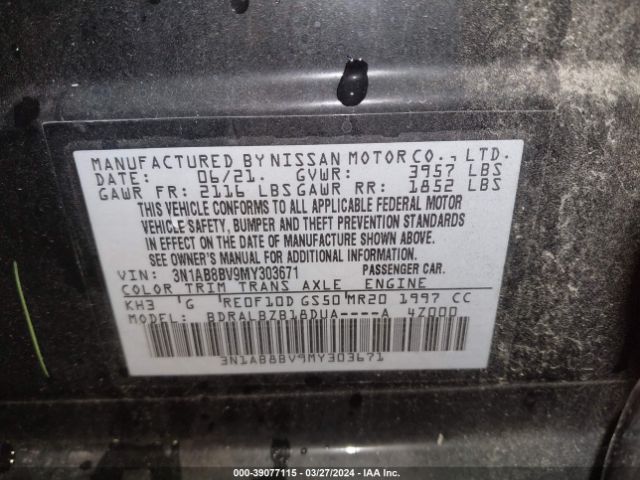 MANUFACTURED BY NISSAN MOTOR CO., LTD.
DATE: 06/21. GVWR: 3957 LBS
GAWR FR: 2116 LBS GAWR RR: 1852 LBS
THIS VEHICLE CONFORMS TO ALL APPLICABLE FEDERAL MOTOR
VEHICLE SAFETY, BUMPER AND THEFT PREVENTION STANDARDS
IN EFFECT ON THE DATE OF MANUFACTURE SHOWN ABOVE.
SEE OWNER'S MANUAL FOR ADDITIONAL INFORMATION.
VIN: 3N1AB8BV9MY303671 PASSENGER CAR.
COLOR TRIM TRANS AXLE ENGINE
KH3 G RE0F10D GS50 MR20 1997 CC
MODEL: BDRALBZB18DUA----A 4Z000
3N1AB8BV9MY303671
000-39077115 — 03/27/2024 — IAA Inc.